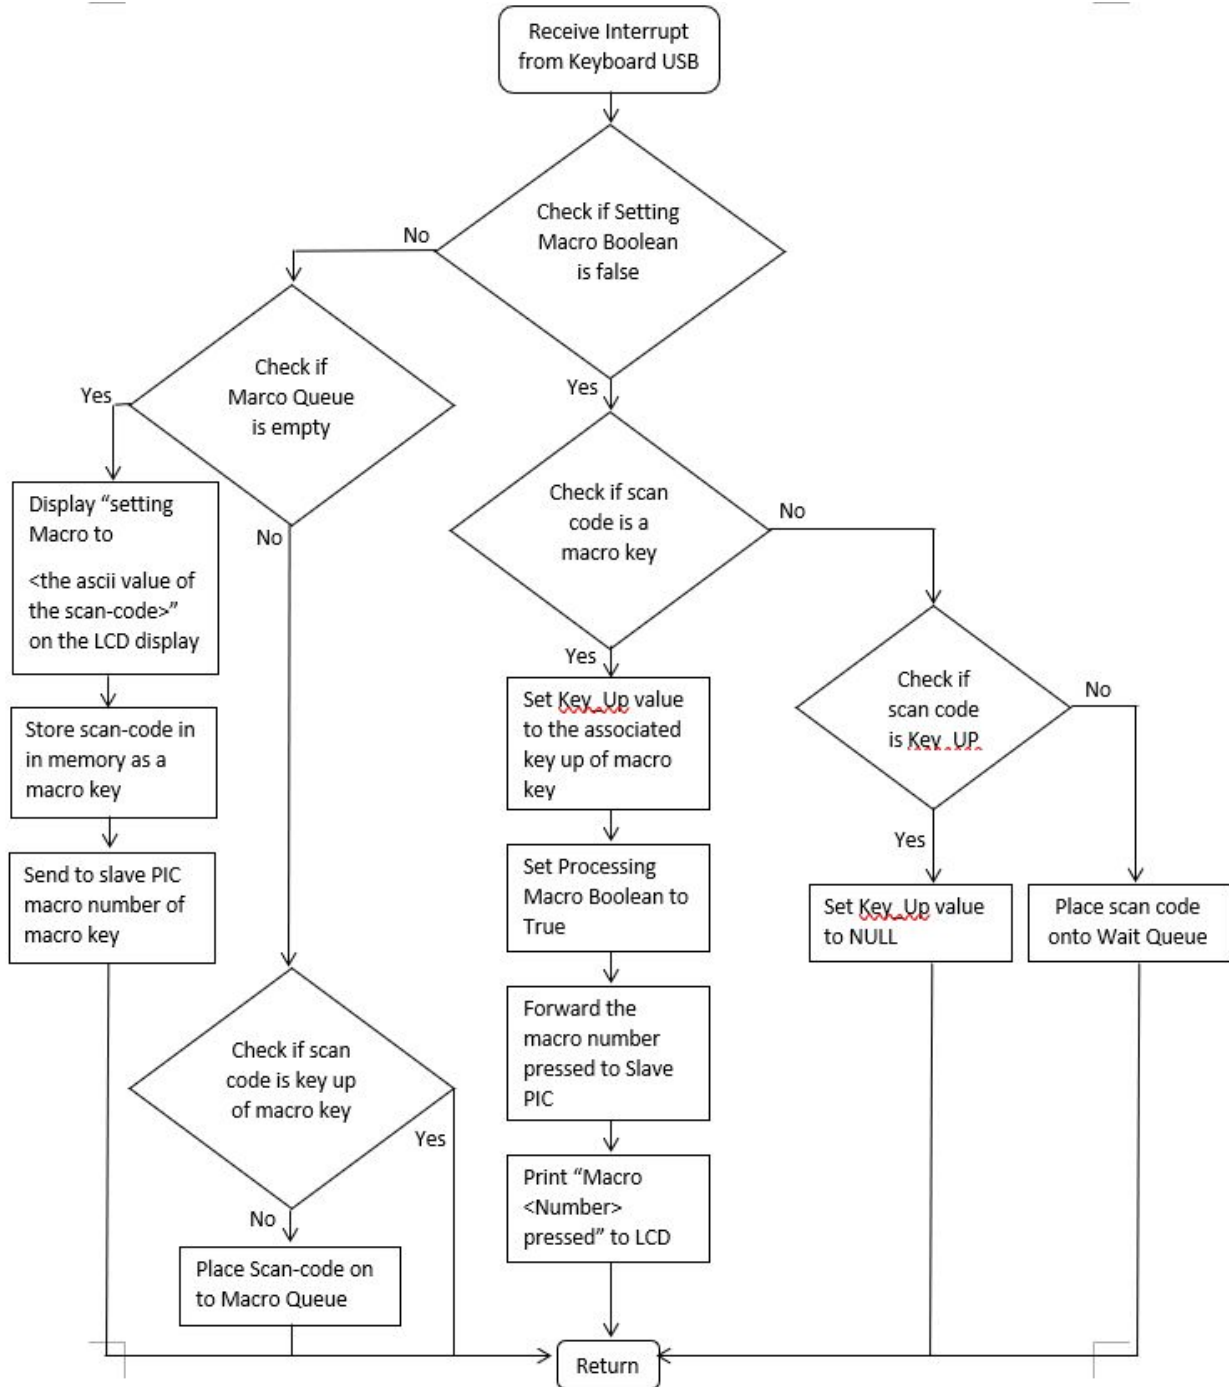 Receive Interrupt
from Keyboard USB
Check if Setting
Macro Boolean
is false
No
Yes
Check if
Marco Queue
is empty
Yes
No
Display “setting
Macro to
<the ascii value of
the scan-code>”
on the LCD display
Store scan-code in
in memory as a
macro key
Send to slave PIC
macro number of
macro key
Check if scan
code is key up
of macro key
Yes
No
Place Scan-code on
to Macro Queue
Check if scan
code is a
macro key
No
Yes
Set Key_Up value
to the associated
key up of macro
key
Set Processing
Macro Boolean to
True
Forward the
macro number
pressed to Slave
PIC
Print “Macro
<Number>
pressed” to LCD
Check if
scan code
is Key_UP
No
Yes
Set Key_Up value
to NULL
Place scan code
onto Wait Queue
Return